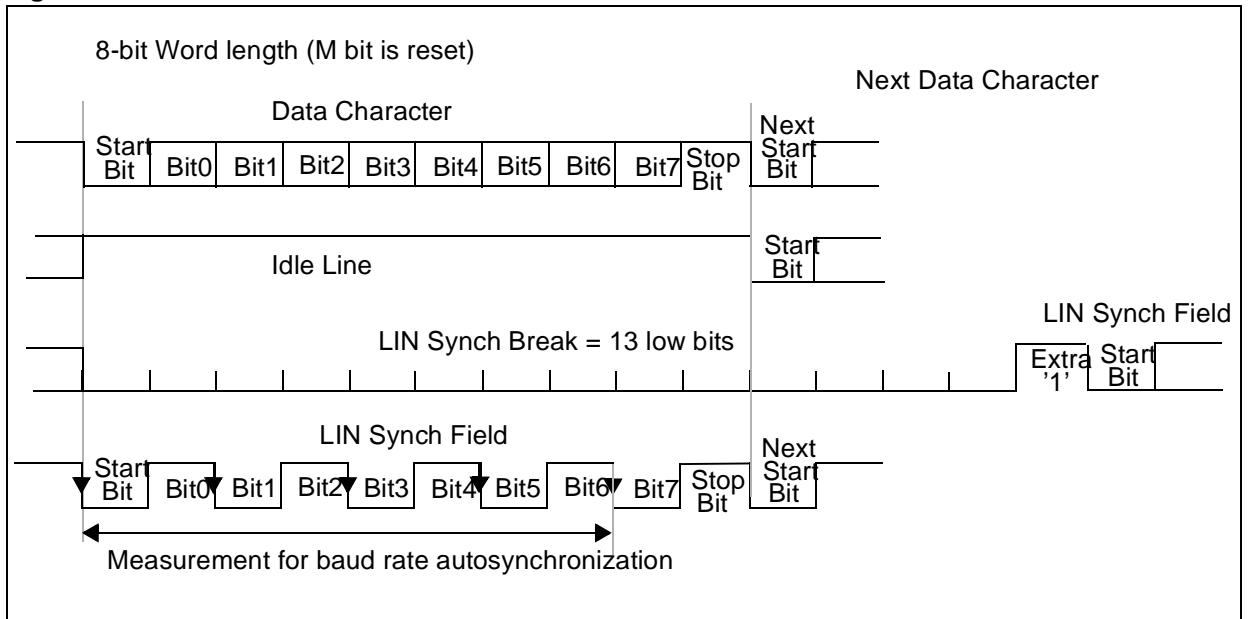 8-bit Word length (M bit is reset)
Next Data Character
Data Character
Start
Bit
Bit0
Bit1
Bit2
Bit3
Bit4
Bit5
Bit6
Bit7
Stop
Bit
Next
Start
Bit
Idle Line
Start
Bit
LIN Synch Field
LIN Synch Break = 13 low bits
Extra
'1'
Start
Bit
LIN Synch Field
Start
Bit
Bit0
Bit1
Bit2
Bit3
Bit4
Bit5
Bit6
Bit7
Stop
Bit
Next
Start
Bit
Measurement for baud rate autosynchronization